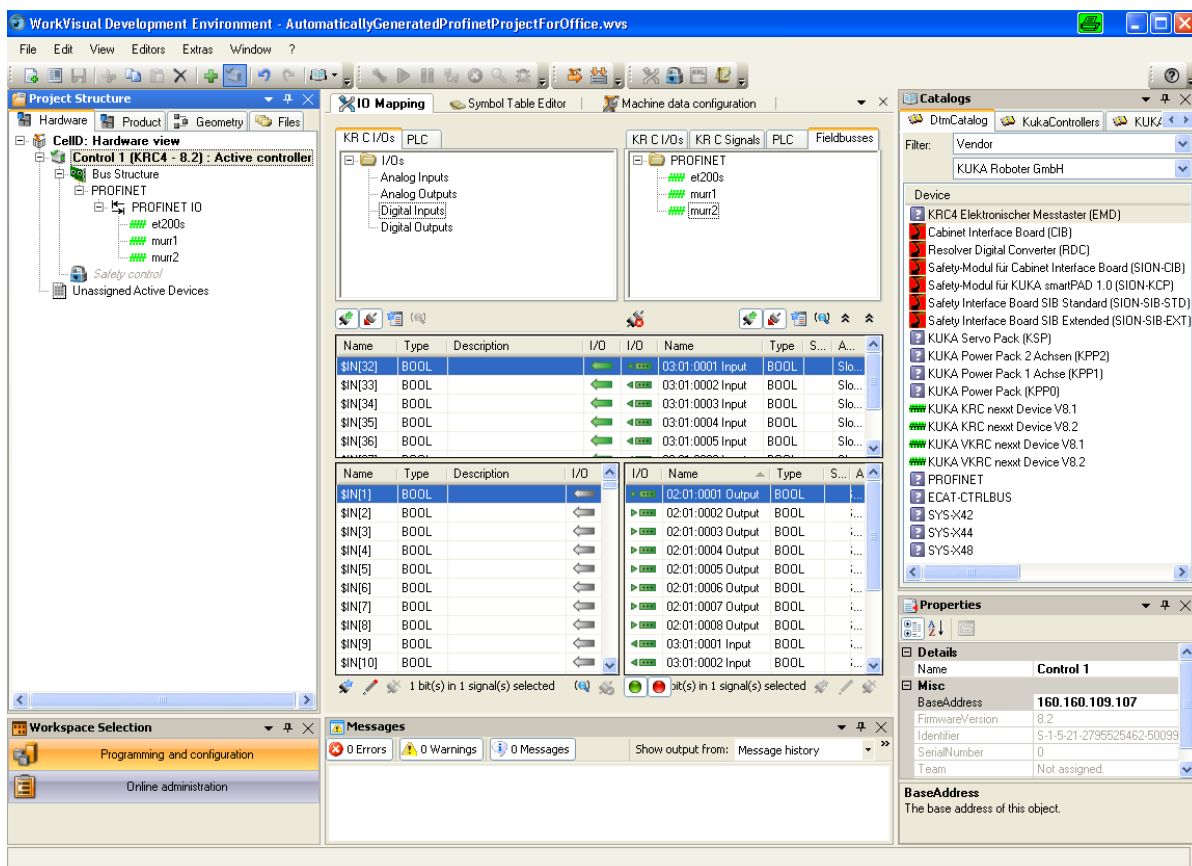 WorkVisual Development Environment - AutomaticallyGeneratedProfinetProjectForOffice.wvs
File Edit View Editors Extras Window ?
Project Structure
Hardware Product Geometry Files
CellID: Hardware view
Control 1 (KRC4 - 8.2) : Active controller
Bus Structure
PROFINET
PROFINET IO
et200s
murr1
murr2
Safety control
Unassigned Active Devices
Workspace Selection
Programming and configuration
Online administration
IO Mapping Symbol Table Editor Machine data configuration
KR C I/Os PLC
I/Os
Analog Inputs
Analog Outputs
Digital Inputs
Digital Outputs
KR C I/Os KR C Signals PLC Fieldbusses
PROFINET
et200s
murr1
murr2
Name Type Description I/O I/O Name Type S... A...
$IN[32] BOOL 03:01:0001 Input BOOL Slo...
$IN[33] BOOL 03:01:0002 Input BOOL Slo...
$IN[34] BOOL 03:01:0003 Input BOOL Slo...
$IN[35] BOOL 03:01:0004 Input BOOL Slo...
$IN[36] BOOL 03:01:0005 Input BOOL Slo...
Name Type Description I/O I/O Name Type S... A
$IN[1] BOOL 02:01:0001 Output BOOL
$IN[2] BOOL 02:01:0002 Output BOOL
$IN[3] BOOL 02:01:0003 Output BOOL
$IN[4] BOOL 02:01:0004 Output BOOL
$IN[5] BOOL 02:01:0005 Output BOOL
$IN[6] BOOL 02:01:0006 Output BOOL
$IN[7] BOOL 02:01:0007 Output BOOL
$IN[8] BOOL 02:01:0008 Output BOOL
$IN[9] BOOL 03:01:0001 Input BOOL
$IN[10] BOOL 03:01:0002 Input BOOL
1 bit(s) in 1 signal(s) selected bit(s) in 1 signal(s) selected
Messages
0 Errors 0 Warnings 0 Messages Show output from: Message history
Catalogs
DtmCatalog KukaControllers
Filter: Vendor
KUKA Roboter GmbH
Device
KRC4 Elektronischer Messtaster (EMD)
Cabinet Interface Board (CIB)
Resolver Digital Converter (RDC)
Safety-Modul für Cabinet Interface Board (SION-CIB)
Safety-Modul für KUKA smartPAD 1.0 (SION-KCP)
Safety Interface Board SIB Standard (SION-SIB-STD)
Safety Interface Board SIB Extended (SION-SIB-EXT)
KUKA Servo Pack (KSP)
KUKA Power Pack 2 Achsen (KPP2)
KUKA Power Pack 1 Achse (KPP1)
KUKA Power Pack (KPP0)
KUKA KRC nexxt Device V8.1
KUKA KRC nexxt Device V8.2
KUKA VKRC nexxt Device V8.1
KUKA VKRC nexxt Device V8.2
PROFINET
ECAT-CTRLBUS
SYS-X42
SYS-X44
SYS-X48
Properties
Details
Name Control 1
Misc
BaseAddress 160.160.109.107
FirmwareVersion 8.2
Identifier S-1-5-21-2795525462-50099
SerialNumber 0
Team Not assigned.
BaseAddress
The base address of this object.